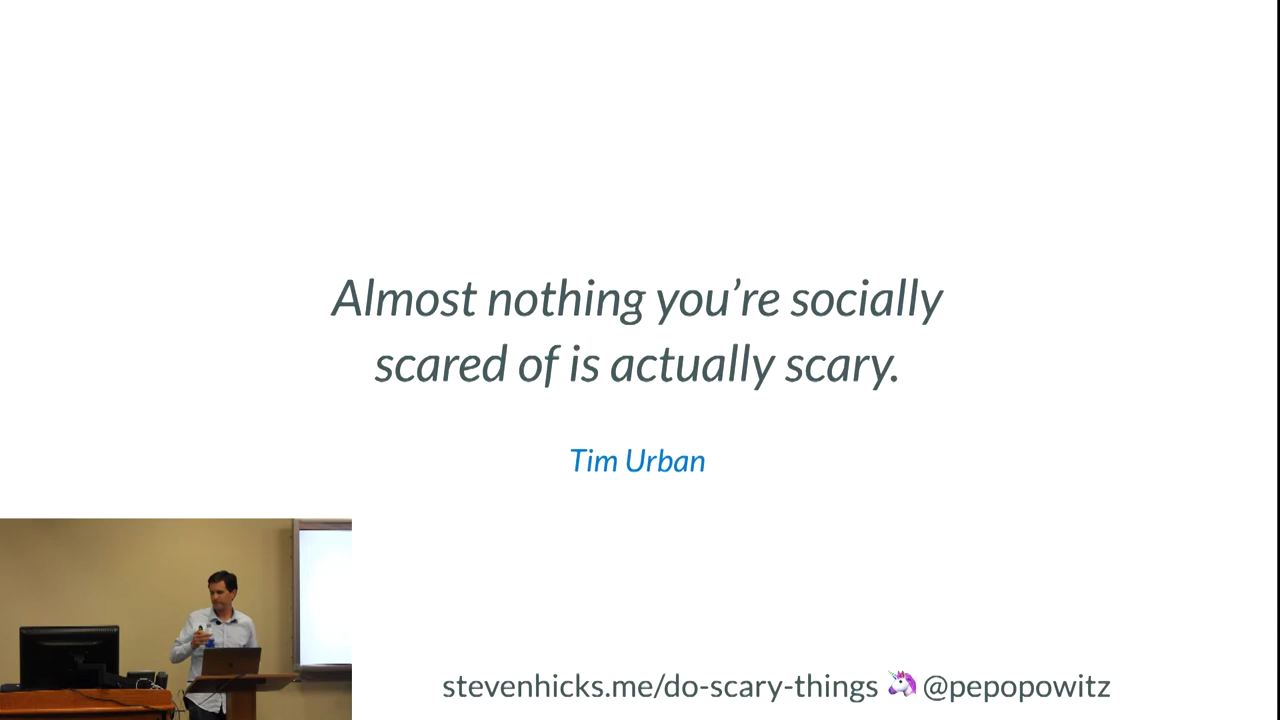 Almost nothing you’re socially
scared of is actually scary.
Tim Urban
stevenhicks.me/do-scary-things 🦄 @pepopowitz